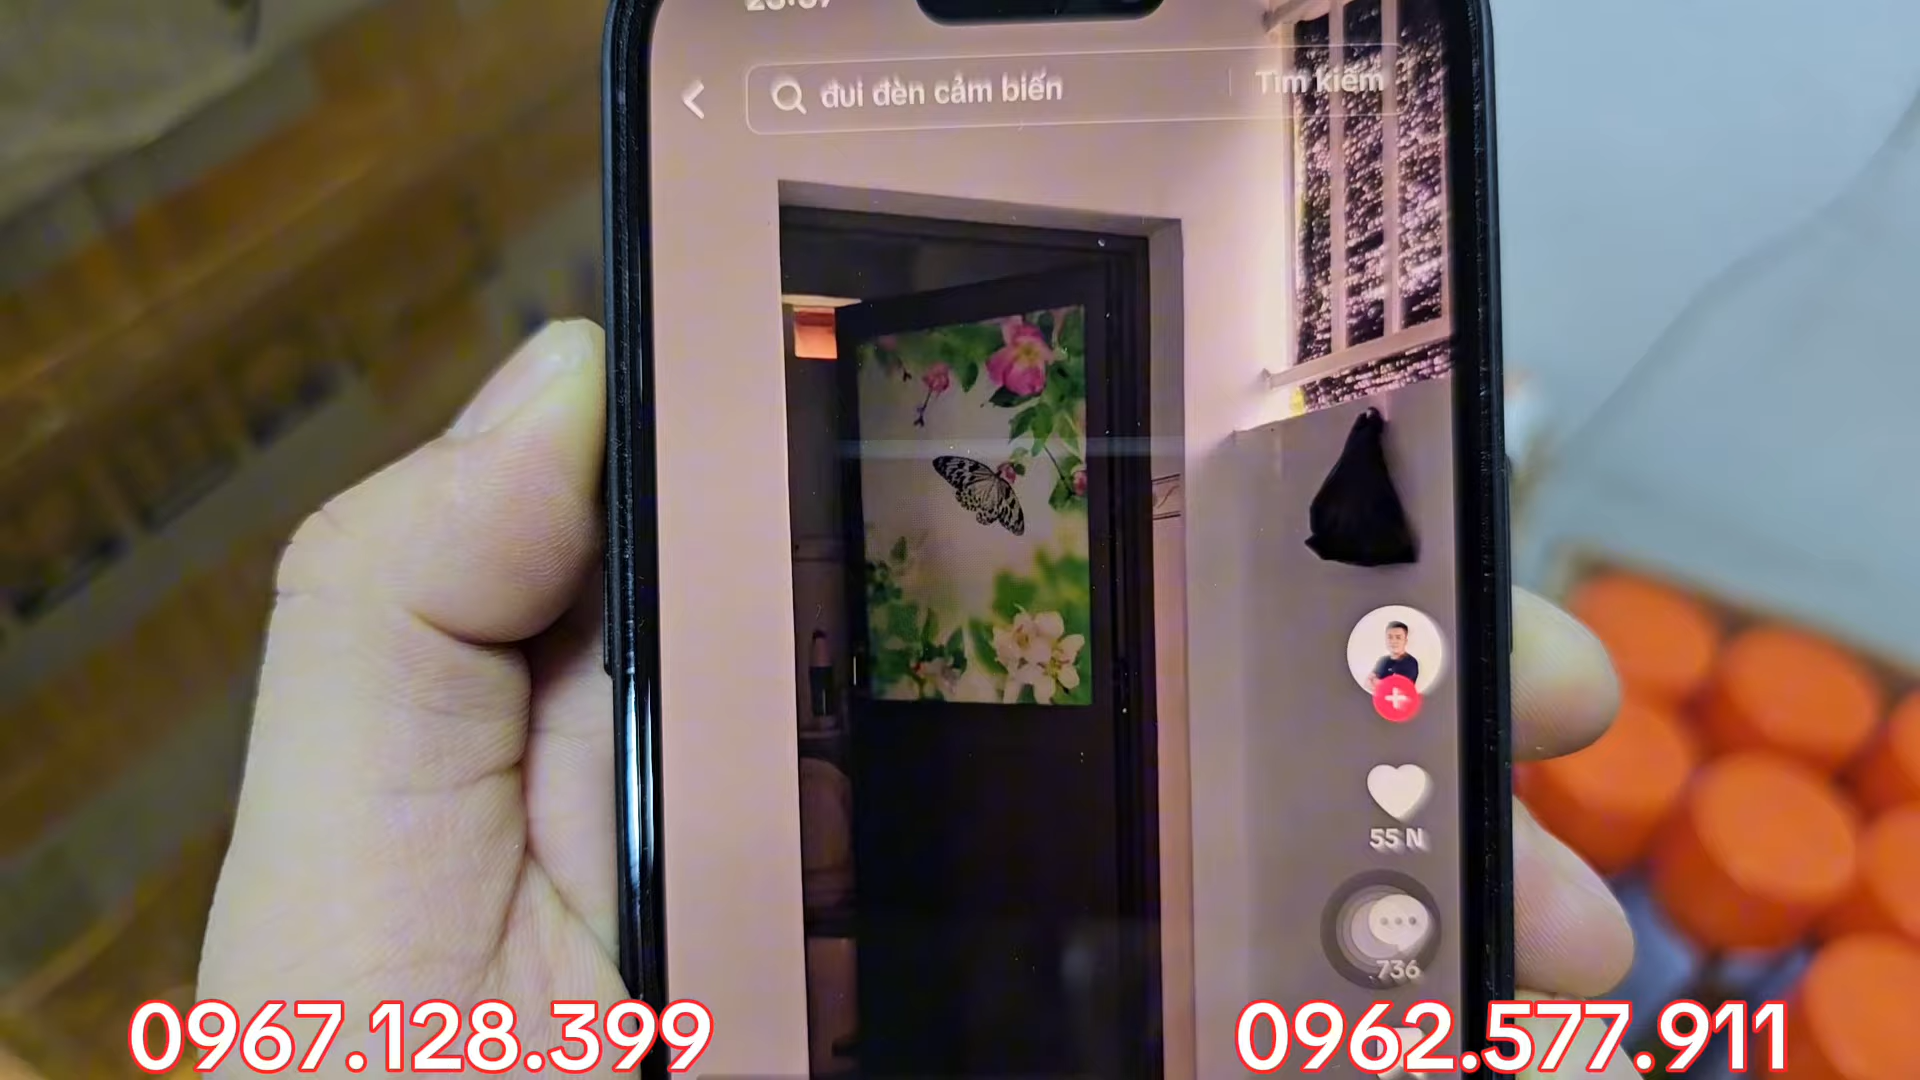 đui đèn cảm biến
Tìm kiếm
55 N
736
0967.128.399
0962.577.911